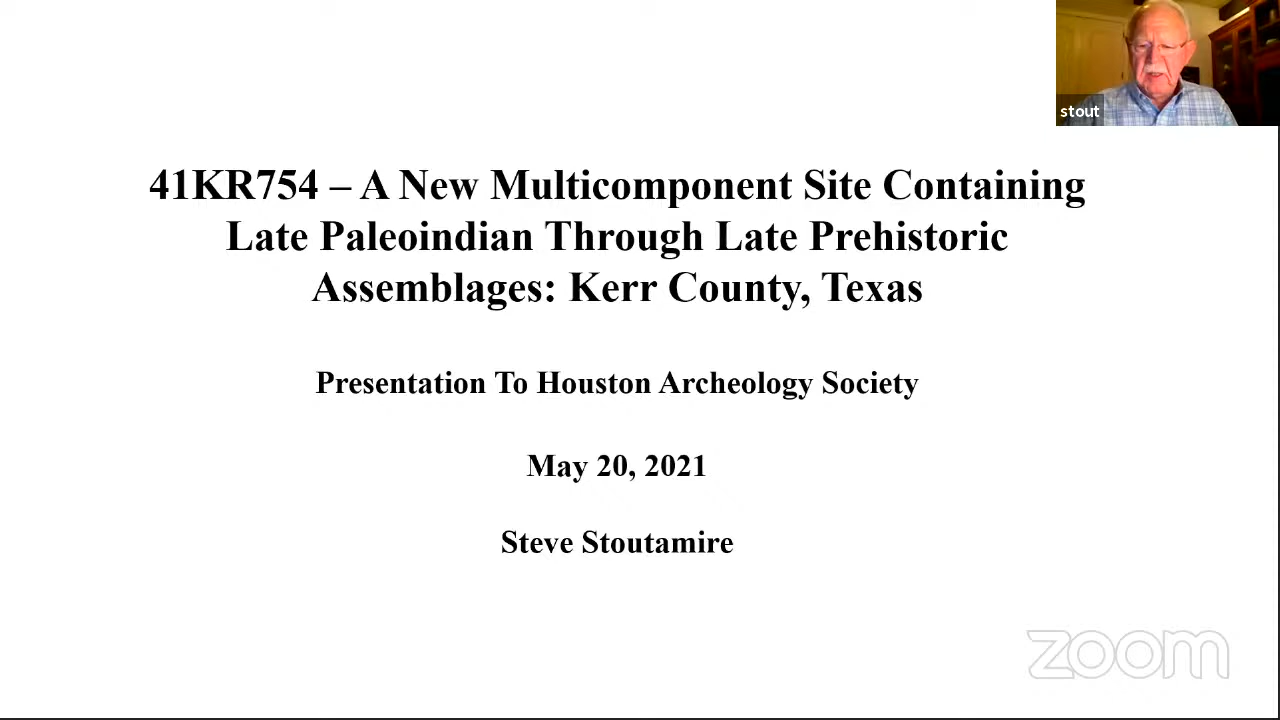 stout
41KR754 – A New Multicomponent Site Containing
Late Paleoindian Through Late Prehistoric
Assemblages: Kerr County, Texas
Presentation To Houston Archeology Society
May 20, 2021
Steve Stoutamire
zoom